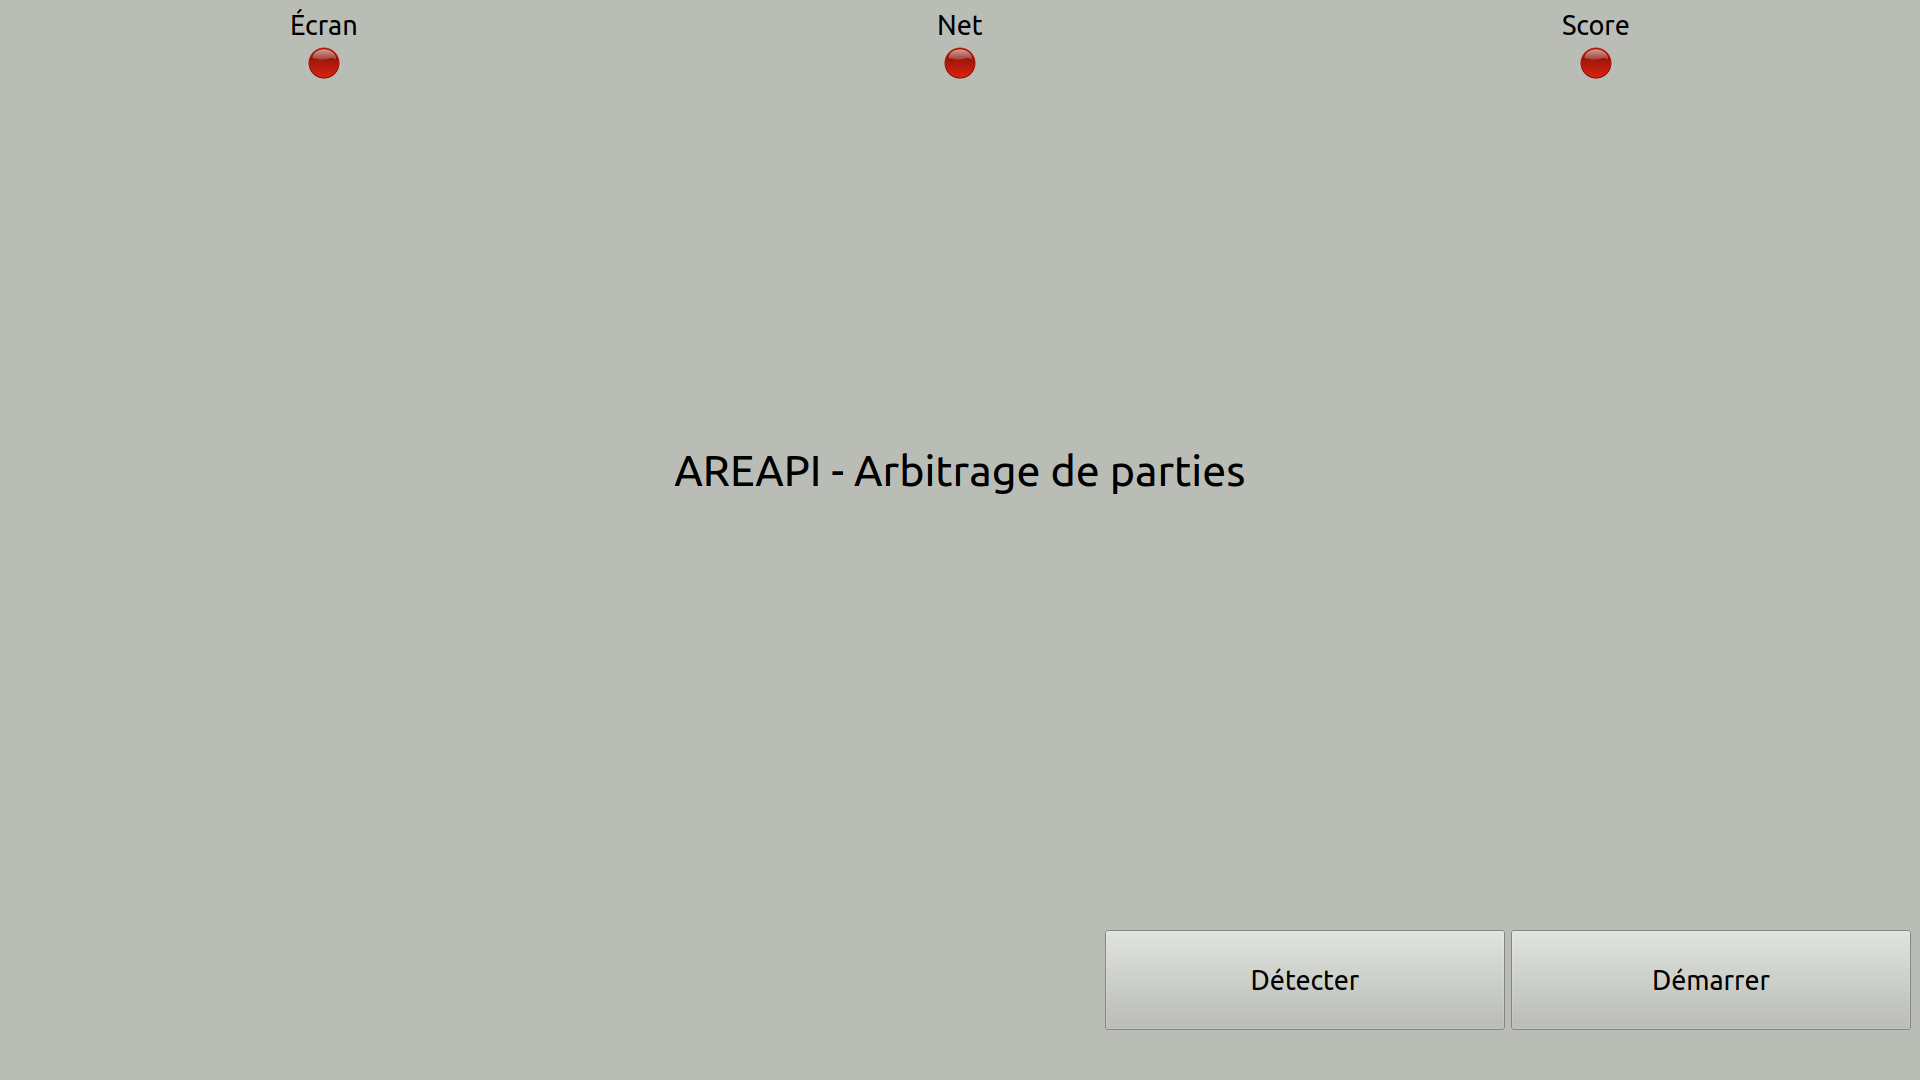 Écran
Net
Score
AREAPI - Arbitrage de parties
Détecter
Démarrer